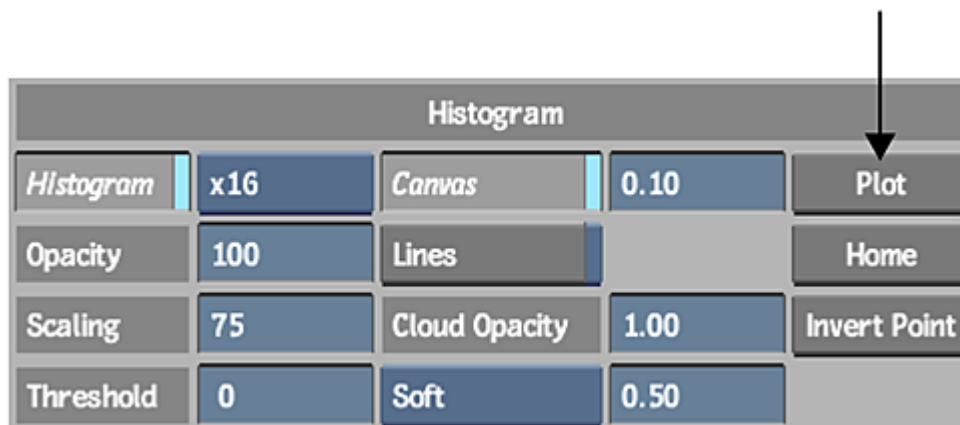 Histogram
Histogram x16 Canvas 0.10 Plot
Opacity 100 Lines Home
Scaling 75 Cloud Opacity 1.00 Invert Point
Threshold 0 Soft 0.50